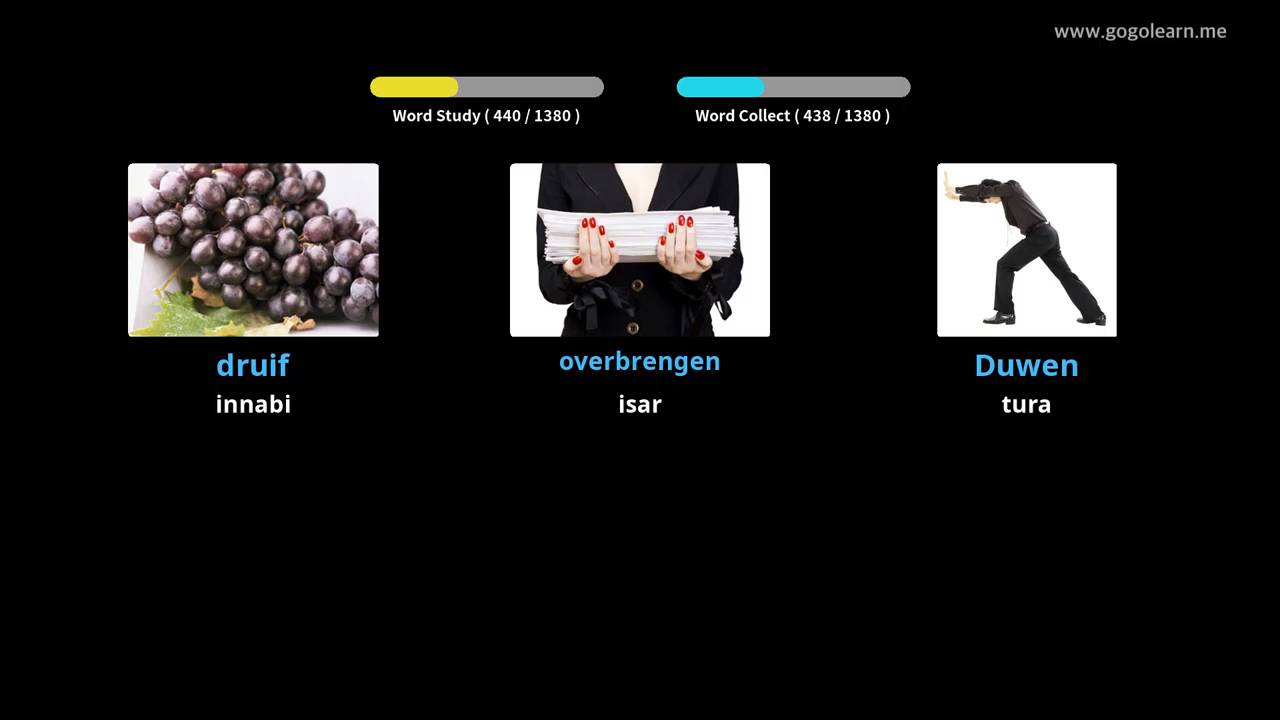 www.gogolearn.me
Word Study ( 440 / 1380 )
Word Collect ( 438 / 1380 )
druif
innabi
overbrengen
isar
Duwen
tura